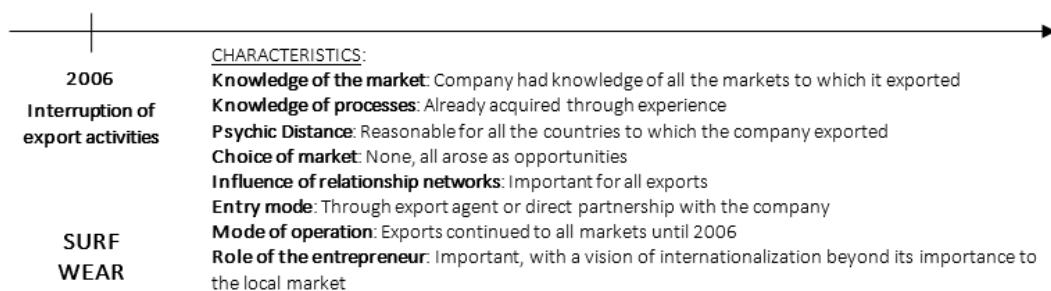 CHARACTERISTICS:
2006
Interruption of
export activities
Knowledge of the market: Company had knowledge of all the markets to which it exported
Knowledge of processes: Already acquired through experience
Psychic Distance: Reasonable for all the countries to which the company exported
Choice of market: None, all arose as opportunities
Influence of relationship networks: Important for all exports
Entry mode: Through export agent or direct partnership with the company
Mode of operation: Exports continued to all markets until 2006
Role of the entrepreneur: Important, with a vision of internationalization beyond its importance to
the local market
SURF
WEAR